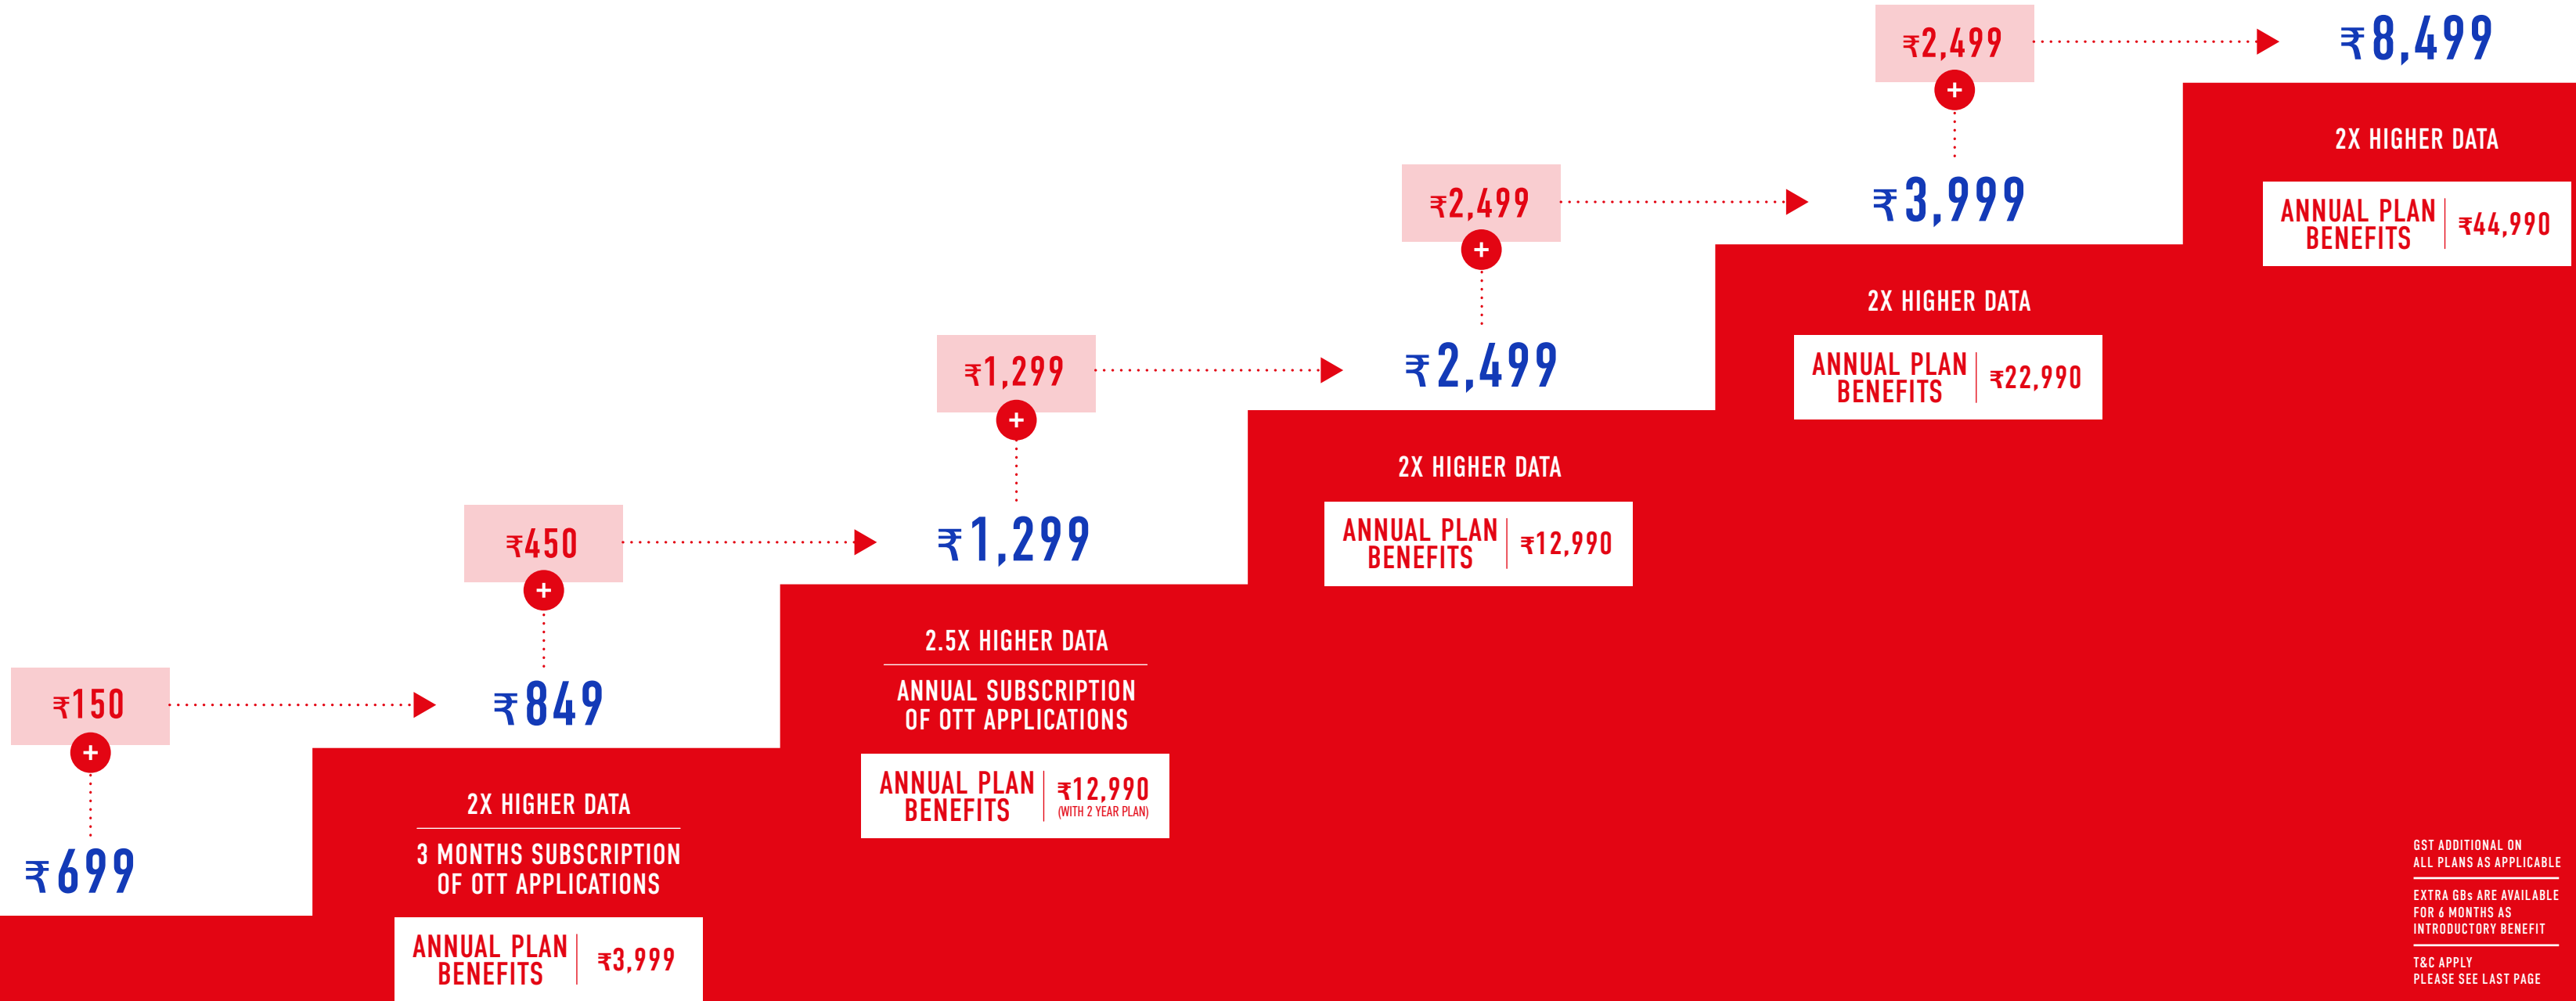 ₹150
+
₹699
₹450
+
₹849
2X HIGHER DATA
3 MONTHS SUBSCRIPTION
OF OTT APPLICATIONS
ANNUAL PLAN
BENEFITS
₹3,999
₹1,299
+
₹1,299
2.5X HIGHER DATA
ANNUAL SUBSCRIPTION
OF OTT APPLICATIONS
ANNUAL PLAN
BENEFITS
₹12,990
(WITH 2 YEAR PLAN)
₹2,499
+
₹2,499
2X HIGHER DATA
ANNUAL PLAN
BENEFITS
₹12,990
₹2,499
+
₹3,999
2X HIGHER DATA
ANNUAL PLAN
BENEFITS
₹22,990
₹8,499
2X HIGHER DATA
ANNUAL PLAN
BENEFITS
₹44,990
GST ADDITIONAL ON
ALL PLANS AS APPLICABLE
EXTRA GBs ARE AVAILABLE
FOR 6 MONTHS AS
INTRODUCTORY BENEFIT
T&C APPLY
PLEASE SEE LAST PAGE